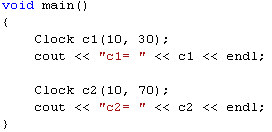 void main()
{
    Clock c1(10, 30);
    cout << "c1= " << c1 << endl;

    Clock c2(10, 70);
    cout << "c2= " << c2 << endl;
}